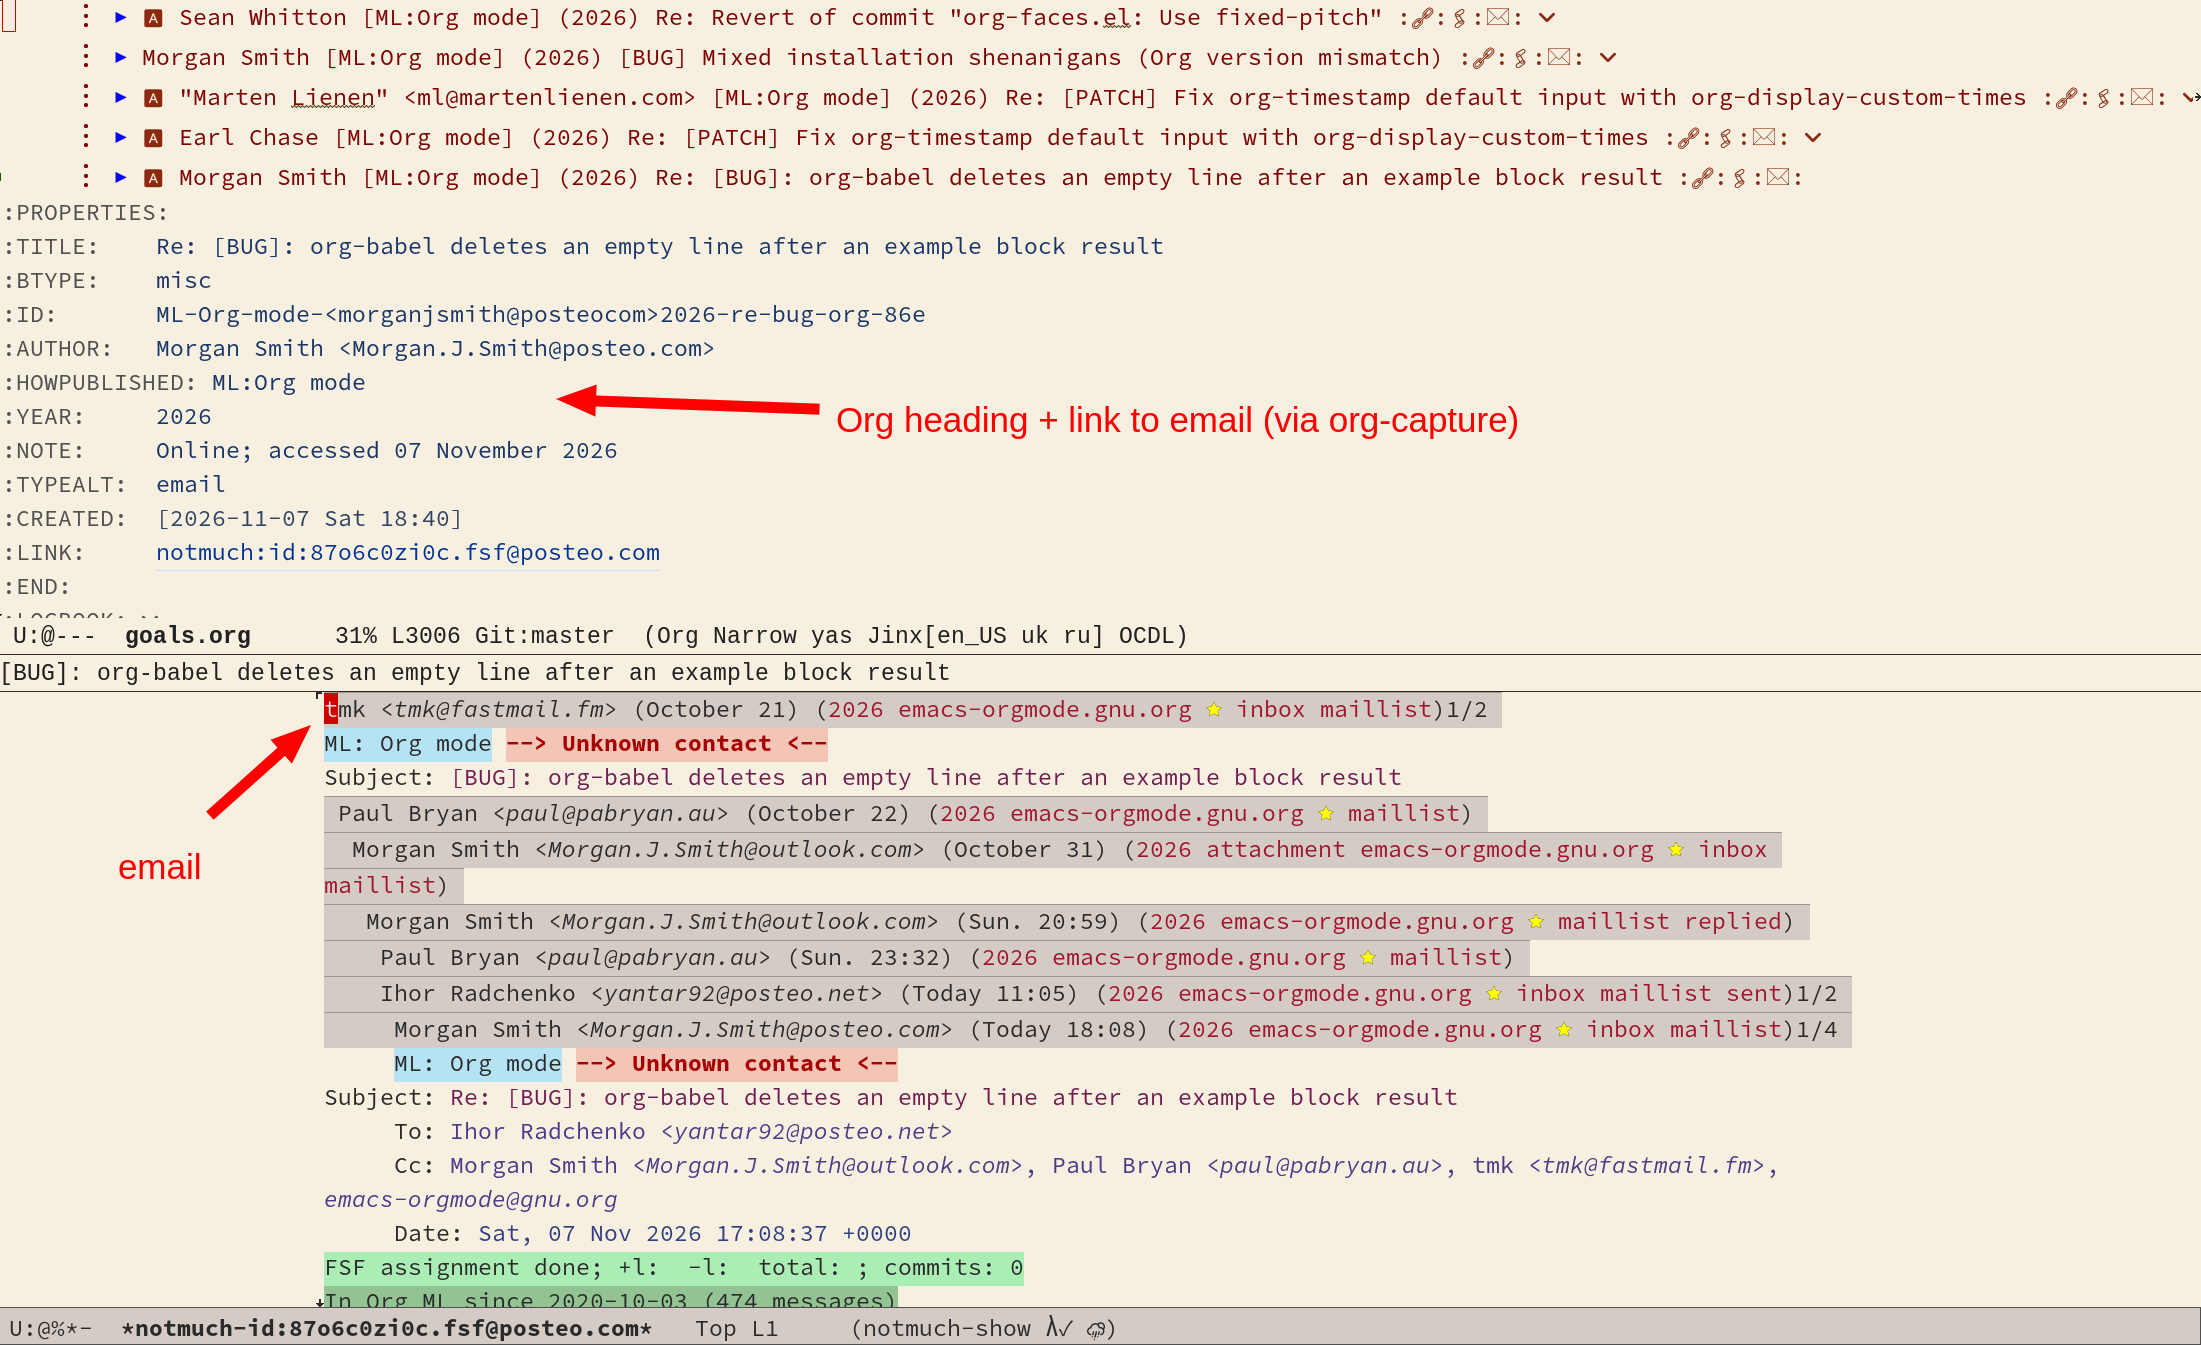 Sean Whitton [ML:Org mode] (2026) Re: Revert of commit "org-faces.el: Use fixed-pitch"
Morgan Smith [ML:Org mode] (2026) [BUG] Mixed installation shenanigans (Org version mismatch)
"Marten Lienen" <ml@martenlienen.com> [ML:Org mode] (2026) Re: [PATCH] Fix org-timestamp default input with org-display-custom-times
Earl Chase [ML:Org mode] (2026) Re: [PATCH] Fix org-timestamp default input with org-display-custom-times
Morgan Smith [ML:Org mode] (2026) Re: [BUG]: org-babel deletes an empty line after an example block result
:PROPERTIES:
:TITLE: Re: [BUG]: org-babel deletes an empty line after an example block result
:BTYPE: misc
:ID: ML-Org-mode-<morganjsmith@posteocom>2026-re-bug-org-86e
:AUTHOR: Morgan Smith <Morgan.J.Smith@posteo.com>
:HOWPUBLISHED: ML:Org mode
:YEAR: 2026
Org heading + link to email (via org-capture)
:NOTE: Online; accessed 07 November 2026
:TYPEALT: email
:CREATED: [2026-11-07 Sat 18:40]
:LINK: notmuch:id:87o6c0zi0c.fsf@posteo.com
:END:
:LOGBOOK:
U:@--- goals.org 31% L3006 Git:master (Org Narrow yas Jinx[en_US uk ru] OCDL)
[BUG]: org-babel deletes an empty line after an example block result
tmk <tmk@fastmail.fm> (October 21) (2026 emacs-orgmode.gnu.org ★ inbox maillist)1/2
ML: Org mode --> Unknown contact <--
Subject: [BUG]: org-babel deletes an empty line after an example block result
Paul Bryan <paul@pabryan.au> (October 22) (2026 emacs-orgmode.gnu.org ★ maillist)
Morgan Smith <Morgan.J.Smith@outlook.com> (October 31) (2026 attachment emacs-orgmode.gnu.org ★ inbox
email
maillist)
Morgan Smith <Morgan.J.Smith@outlook.com> (Sun. 20:59) (2026 emacs-orgmode.gnu.org ★ maillist replied)
Paul Bryan <paul@pabryan.au> (Sun. 23:32) (2026 emacs-orgmode.gnu.org ★ maillist)
Ihor Radchenko <yantar92@posteo.net> (Today 11:05) (2026 emacs-orgmode.gnu.org ★ inbox maillist sent)1/2
Morgan Smith <Morgan.J.Smith@posteo.com> (Today 18:08) (2026 emacs-orgmode.gnu.org ★ inbox maillist)1/4
ML: Org mode --> Unknown contact <--
Subject: Re: [BUG]: org-babel deletes an empty line after an example block result
To: Ihor Radchenko <yantar92@posteo.net>
Cc: Morgan Smith <Morgan.J.Smith@outlook.com>, Paul Bryan <paul@pabryan.au>, tmk <tmk@fastmail.fm>,
emacs-orgmode@gnu.org
Date: Sat, 07 Nov 2026 17:08:37 +0000
FSF assignment done; +l: -l: total: ; commits: 0
In Org ML since 2020-10-03 (474 messages)
U:@%*- *notmuch-id:87o6c0zi0c.fsf@posteo.com* Top L1 (notmuch-show λ✓ )